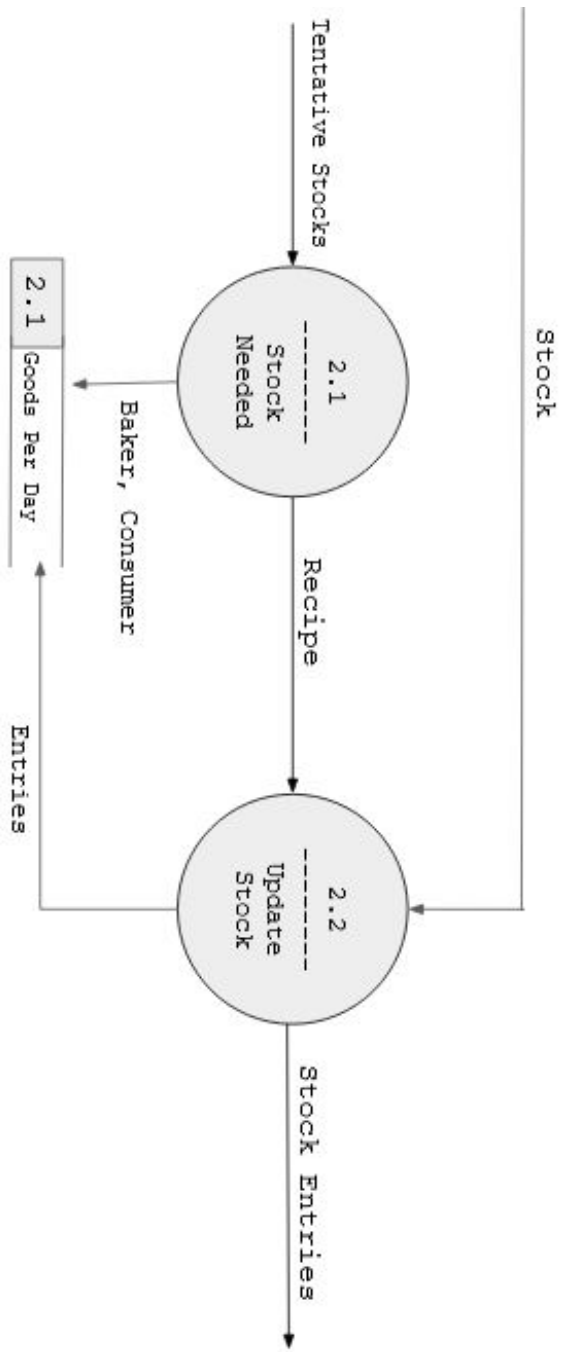 Stock
Tentative Stocks
2.1
---------
Stock
Needed
Recipe
2.2
---------
Update
Stock
Stock Entries
Baker, Consumer
2.1
Goods Per Day
Entries